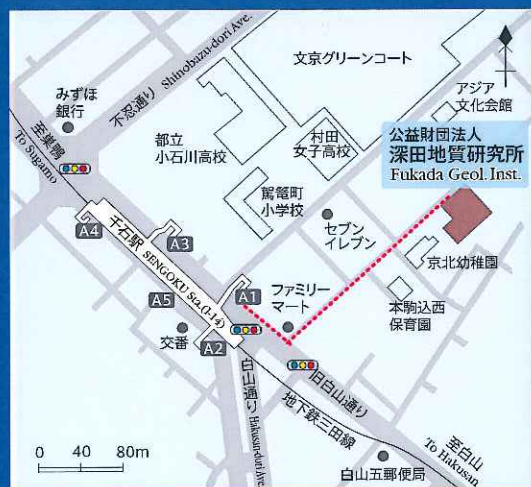 文京グリーンコート
不忍通り Shinobazu-dori Ave.
みずほ
銀行
アジア
文化会館
都立
小石川高校
村田
女子高校
公益財団法人
深田地質研究所
Fukada Geol. Inst.
至巣鴨
To Sugamo
駕籠町
小学校
A4
千石駅 SENGOKU Sta.(I-14)
A3
セブン
イレブン
京北幼稚園
A1
ファミリー
マート
本駒込西
保育園
A5
交番
A2
白山通り Hakusan-dori Ave.
旧白山通り
地下鉄三田線
至白山
To Hakusan
白山五郵便局
0 40 80m